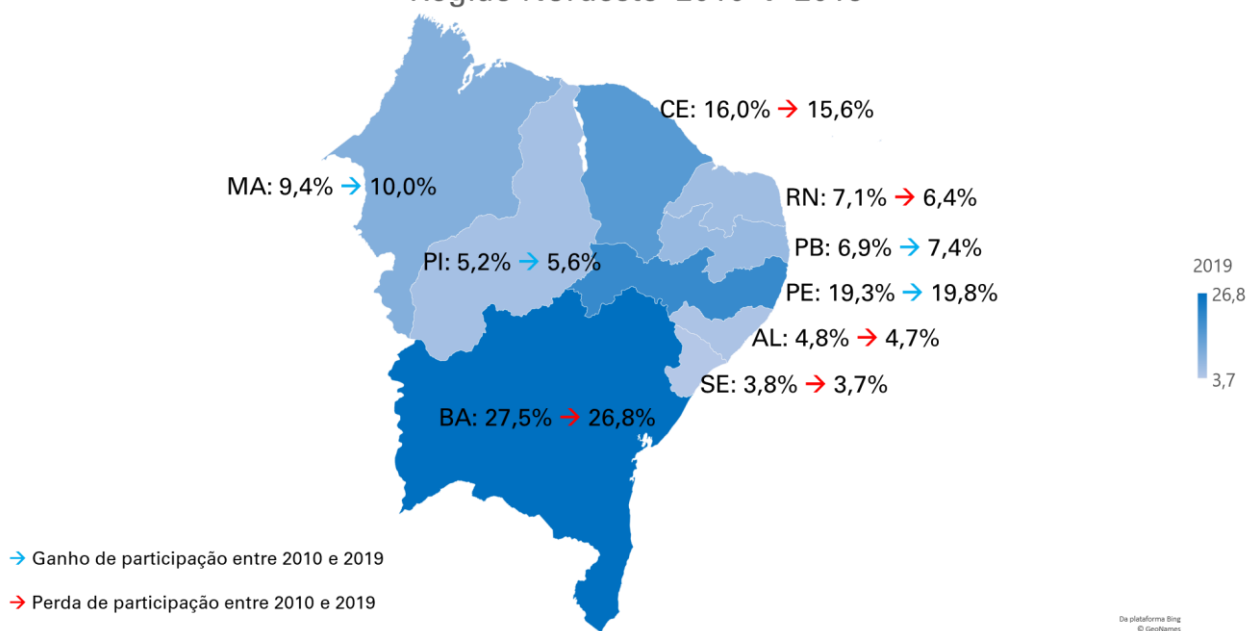 CE: 16,0% → 15,6%
MA: 9,4% → 10,0%
RN: 7,1% → 6,4%
PB: 6,9% → 7,4%
PI: 5,2% → 5,6%
PE: 19,3% → 19,8%
2019
26,8
AL: 4,8% → 4,7%
3,7
SE: 3,8% → 3,7%
BA: 27,5% → 26,8%
→ Ganho de participação entre 2010 e 2019
→ Perda de participação entre 2010 e 2019
Da plataforma Bing
© GeoNames